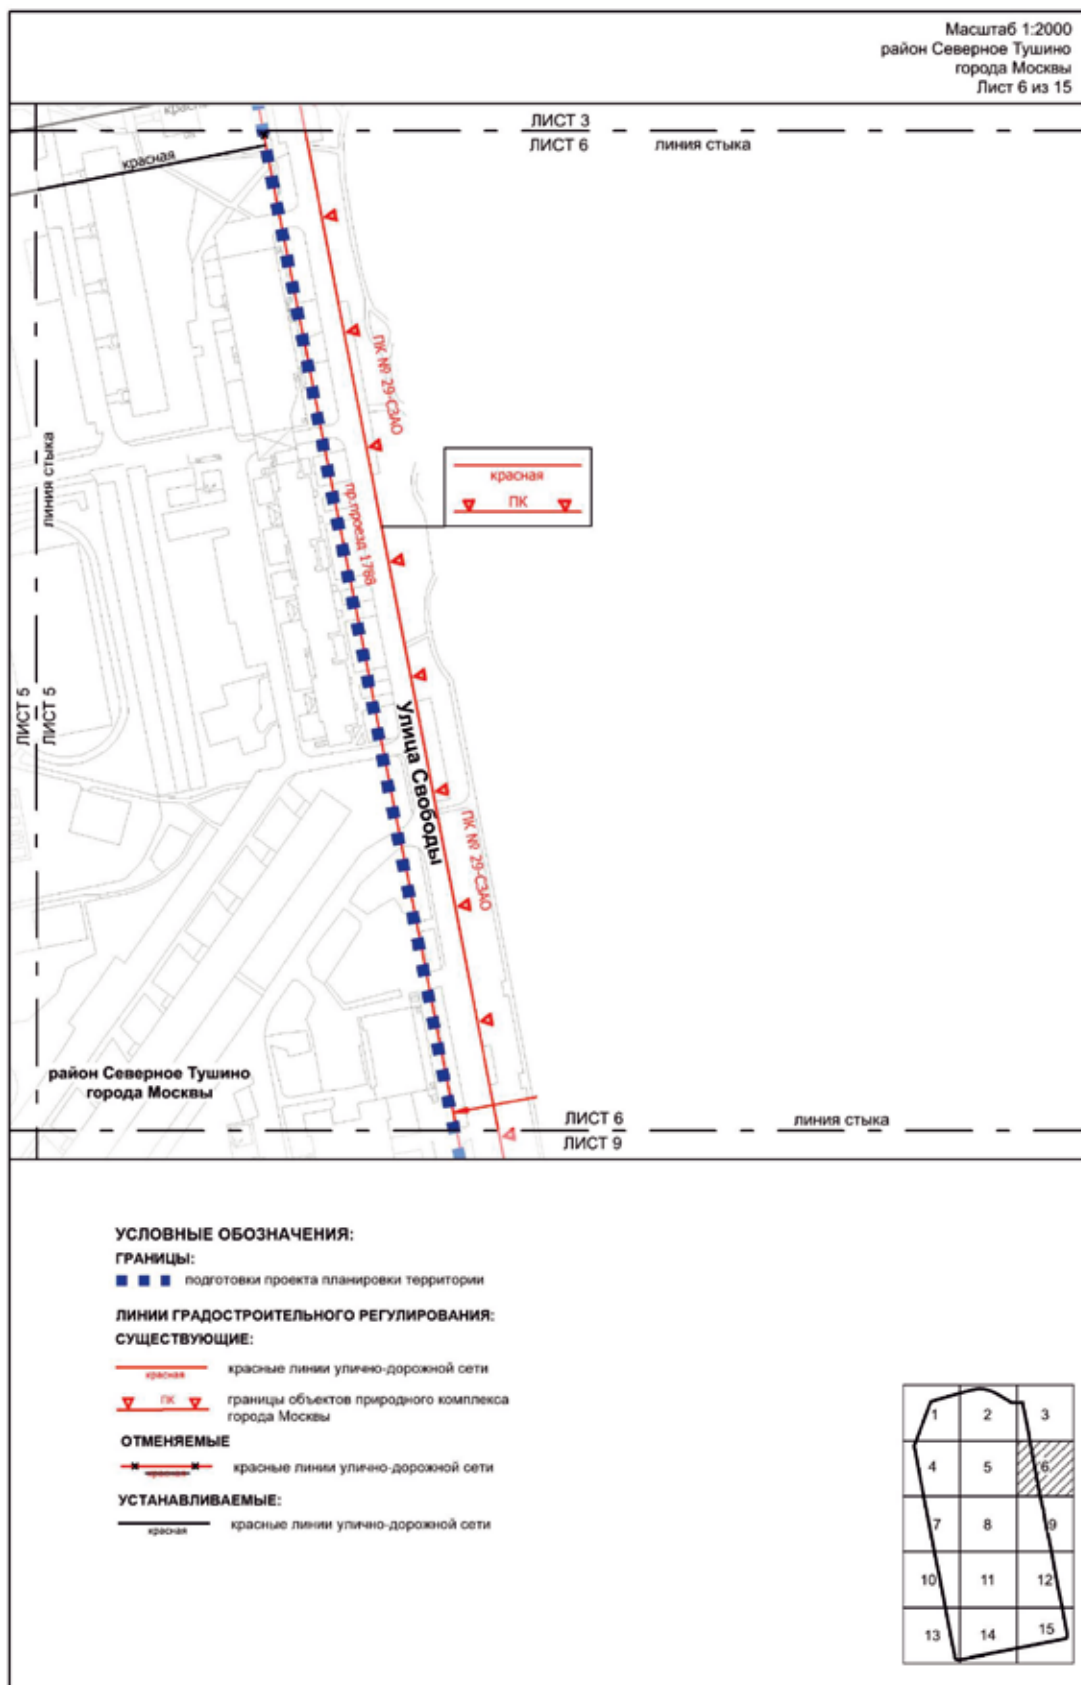 Масштаб 1:2000
район Северное Тушино
города Москвы
Лист 6 из 15
ЛИСТ 3
ЛИСТ 6
линия стыка
красная
красная
линия стыка
ПК № 29-СЗАО
красная
ПК
пр.проезд 1788
ЛИСТ 5
ЛИСТ 5
Улица Свободы
ПК № 29-СЗАО
район Северное Тушино
города Москвы
ЛИСТ 6
ЛИСТ 9
линия стыка
УСЛОВНЫЕ ОБОЗНАЧЕНИЯ:
ГРАНИЦЫ:
подготовки проекта планировки территории
ЛИНИИ ГРАДОСТРОИТЕЛЬНОГО РЕГУЛИРОВАНИЯ:
СУЩЕСТВУЮЩИЕ:
красная
красные линии улично-дорожной сети
ПК
границы объектов природного комплекса
города Москвы
ОТМЕНЯЕМЫЕ
красная
красные линии улично-дорожной сети
УСТАНАВЛИВАЕМЫЕ:
красная
красные линии улично-дорожной сети
1 2 3
4 5 6
7 8 9
10 11 12
13 14 15